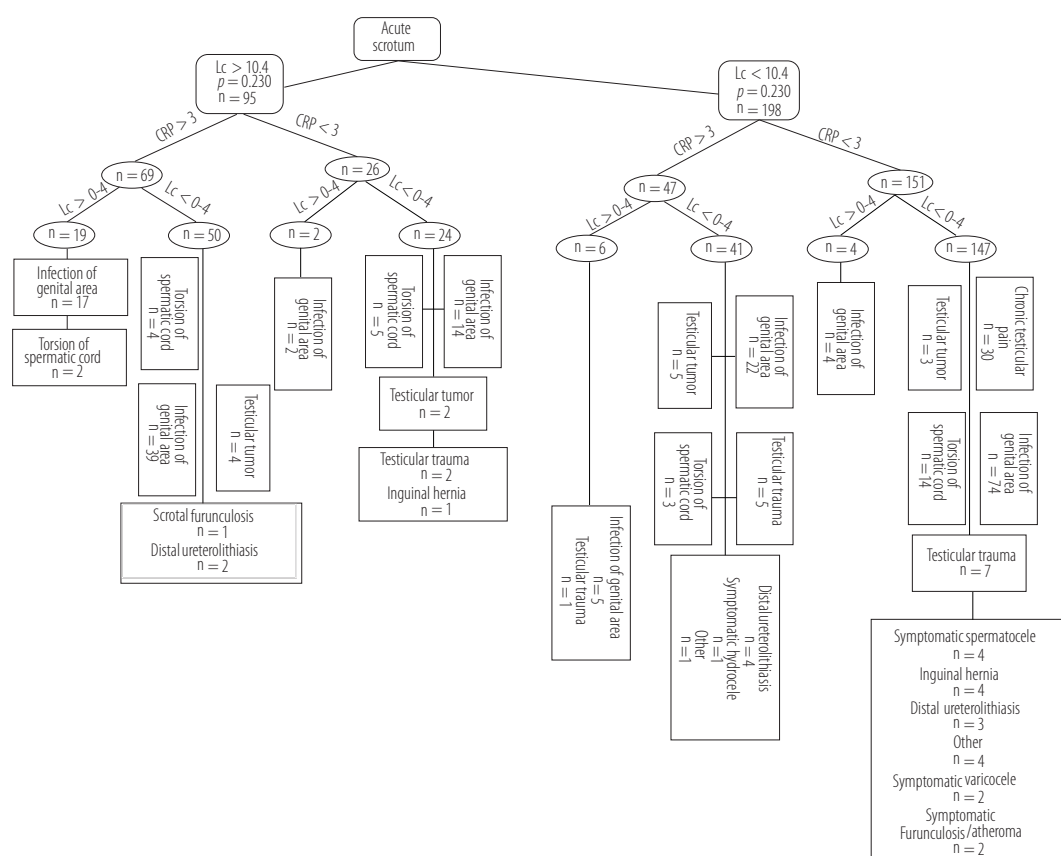 Acute
scrotum
Lc > 10.4
p = 0.230
n = 95
Lc < 10.4
p = 0.230
n = 198
CRP > 3
CRP < 3
CRP > 3
CRP <3
n = 69
n = 26
n = 47
n = 151
Lc > 0-4
Lc < 0-4
Lc > 0-4
Lc < 0-4
Lc > 0-4
Lc < 0-4
Lc > 0-4
Lc < 0-4
n = 19
n = 50
n = 2
n = 24
n = 6
n = 41
n = 4
n = 147
Infection of
genital area
n = 17
Torsion of
spermatic cord
n = 2
Torsion of
spermatic cord
n = 4
Infection of
genital area
n = 39
Testicular tumor
n = 4
Scrotal furunculosis
n = 1
Distal ureterolithiasis
n = 2
Infection of
genital area
n = 2
Torsion of
spermatic cord
n = 5
Infection of
genital area
n = 14
Testicular tumor
n = 2
Testicular trauma
n = 2
Inguinal hernia
n = 1
Infection of genital area
n = 5
Testicular trauma
n = 1
Testicular tumor
n = 5
Infection of
genital area
n = 22
Torsion of
spermatic cord
n = 3
Testicular trauma
n = 5
Distal ureterolithiasis
n = 4
Symptomatic hydrocele
n = 1
Other
n = 1
Infection of
genital area
n = 4
Testicular tumor
n = 3
Chronic testicular
pain
n = 30
Torsion of
spermatic cord
n = 14
Infection of
genital area
n = 74
Testicular trauma
n = 7
Symptomatic spermatocele
n = 4
Inguinal hernia
n = 4
Distal ureterolithiasis
n = 3
Other
n = 4
Symptomatic varicocele
n = 2
Symptomatic
Furunculosis/atheroma
n = 2